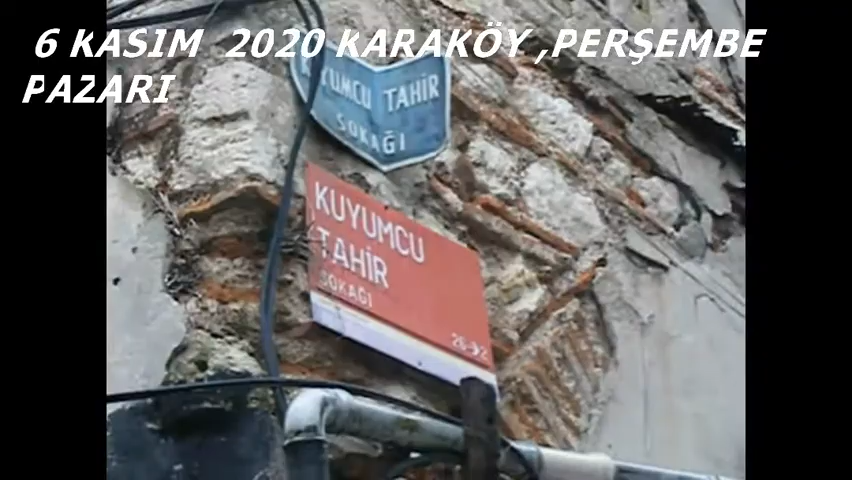 6 KASIM 2020 KARAKÖY ,PERŞEMBE
PAZARI
KUYUMCU TAHİR
SOKAĞI
KUYUMCU
TAHİR
SOKAĞI